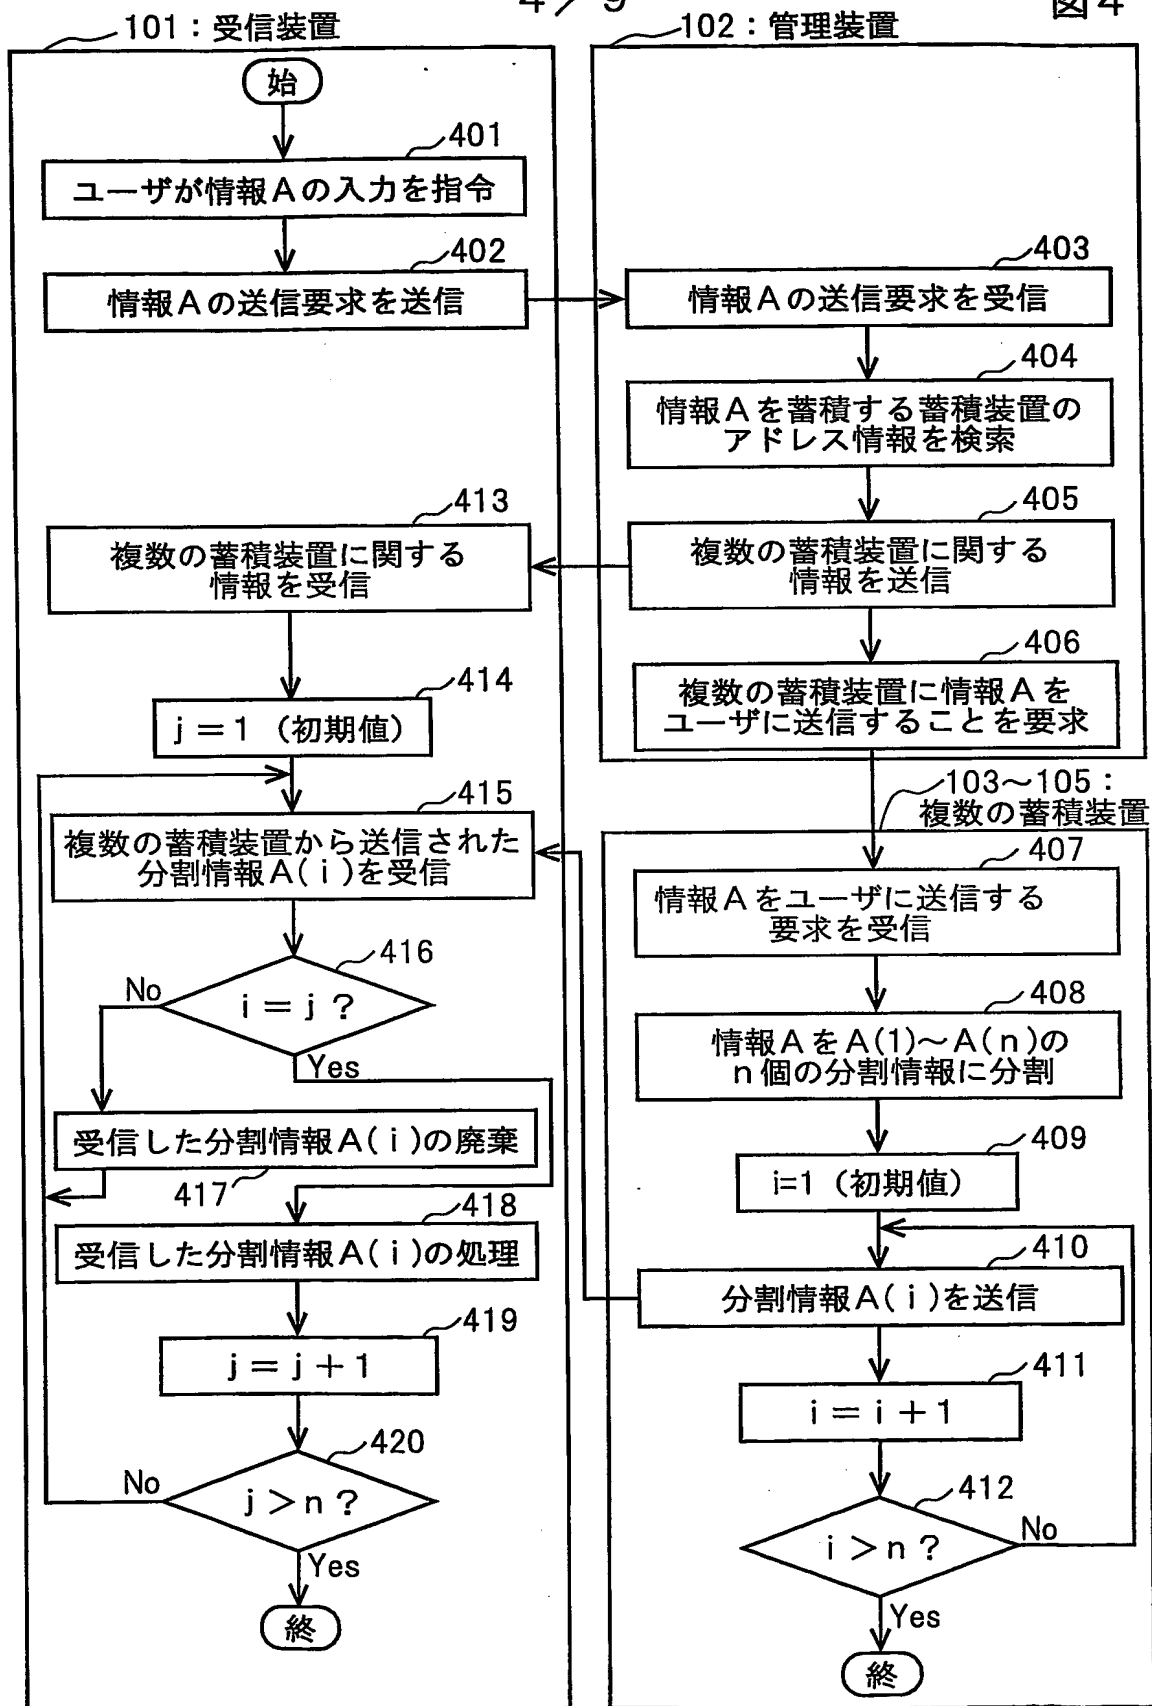 4／9
図4
101：受信装置
始
401
ユーザが情報Aの入力を指令
402
情報Aの送信要求を送信
413
複数の蓄積装置に関する
情報を受信
414
j＝1（初期値）
415
複数の蓄積装置から送信された
分割情報A(i)を受信
416
i＝j？
No
Yes
受信した分割情報A(i)の廃棄
417
418
受信した分割情報A(i)の処理
419
j＝j＋1
420
j＞n？
No
Yes
終
102：管理装置
403
情報Aの送信要求を受信
404
情報Aを蓄積する蓄積装置の
アドレス情報を検索
405
複数の蓄積装置に関する
情報を送信
406
複数の蓄積装置に情報Aを
ユーザに送信することを要求
103～105：
複数の蓄積装置
407
情報Aをユーザに送信する
要求を受信
408
情報AをA(1)～A(n)の
n個の分割情報に分割
409
i=1（初期値）
410
分割情報A(i)を送信
411
i＝i＋1
412
i＞n？
No
Yes
終